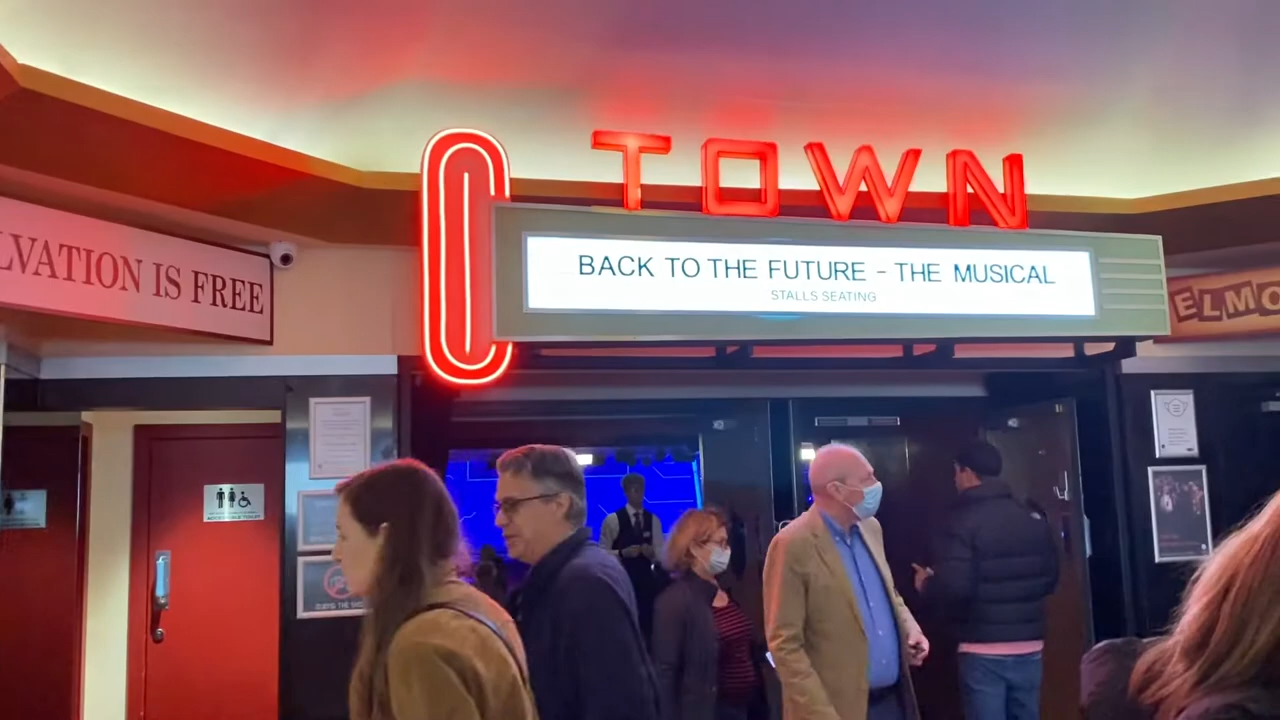 TOWN
LVATION IS FREE
BACK TO THE FUTURE - THE MUSICAL
STALLS SEATING
ELMO